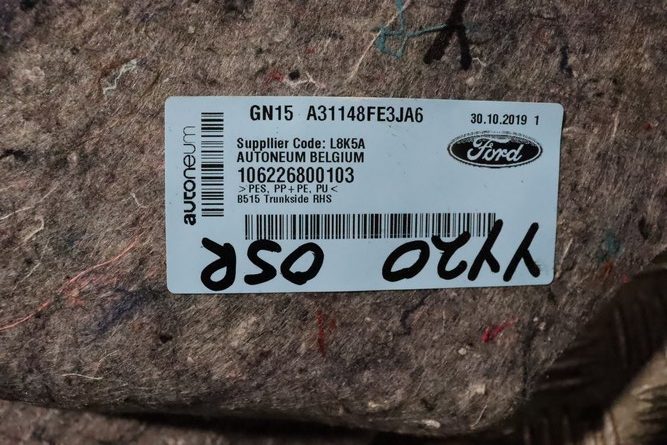 GN15 A31148FE3JA6
30.10.2019 1
autoneum
Suppllier Code: L8K5A
AUTONEUM BELGIUM
Ford
106226800103
>PES, PP+PE, PU<
B515 Trunkside RHS
YY20 OSR